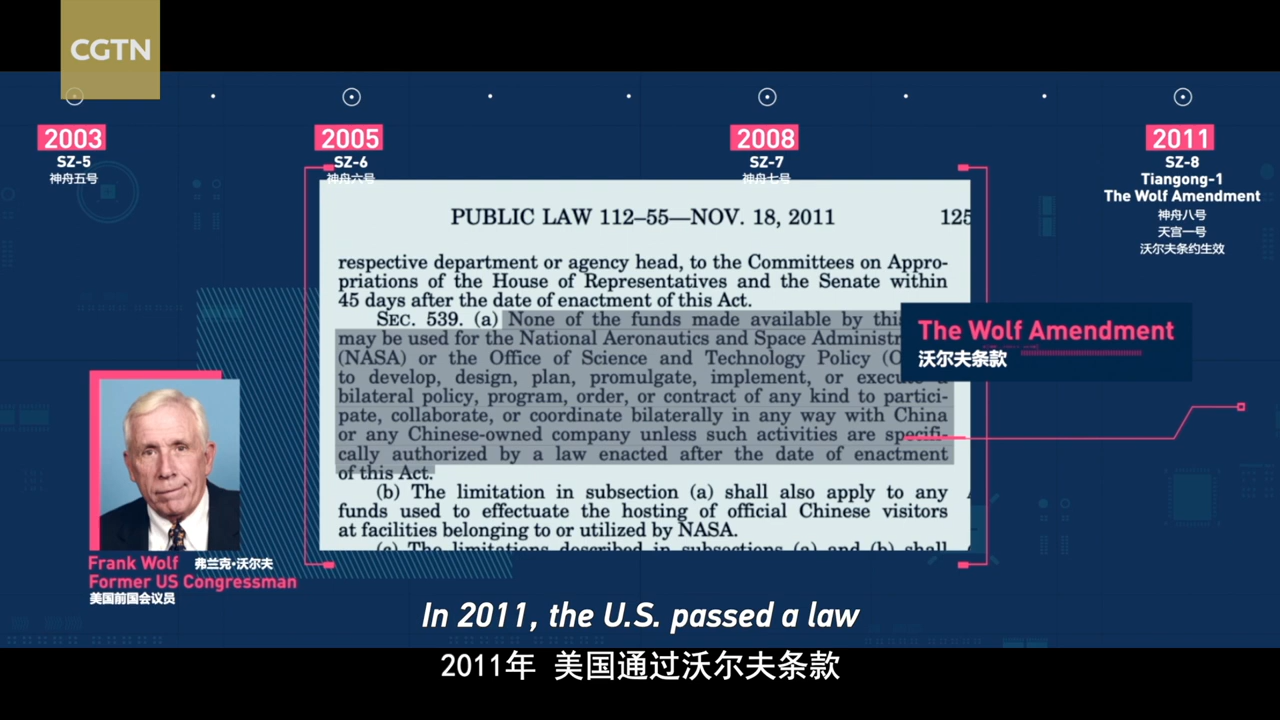 CGTN
2003
SZ-5
神舟五号
2005
SZ-6
神舟六号
2008
SZ-7
神舟七号
2011
SZ-8
Tiangong-1
The Wolf Amendment
神舟八号
天宫一号
沃尔夫条约生效
PUBLIC LAW 112–55—NOV. 18, 2011 125
respective department or agency head, to the Committees on Appro-
priations of the House of Representatives and the Senate within
45 days after the date of enactment of this Act.
SEC. 539. (a) None of the funds made available by this
may be used for the National Aeronautics and Space
(NASA) or the Office of Science and Technology Policy
to develop, design, plan, promulgate, implement, or execute a
bilateral policy, program, order, or contract of any kind to partici-
pate, collaborate, or coordinate bilaterally in any way with China
or any Chinese-owned company unless such activities are specifi-
cally authorized by a law enacted after the date of enactment
of this Act.
(b) The limitation in subsection (a) shall also apply to any
funds used to effectuate the hosting of official Chinese visitors
at facilities belonging to or utilized by NASA.
(c) The limitations described in subsections (a) and (b) shall
The Wolf Amendment
沃尔夫条款
Frank Wolf 弗兰克·沃尔夫
Former US Congressman
美国前国会议员
In 2011, the U.S. passed a law
2011年 美国通过沃尔夫条款